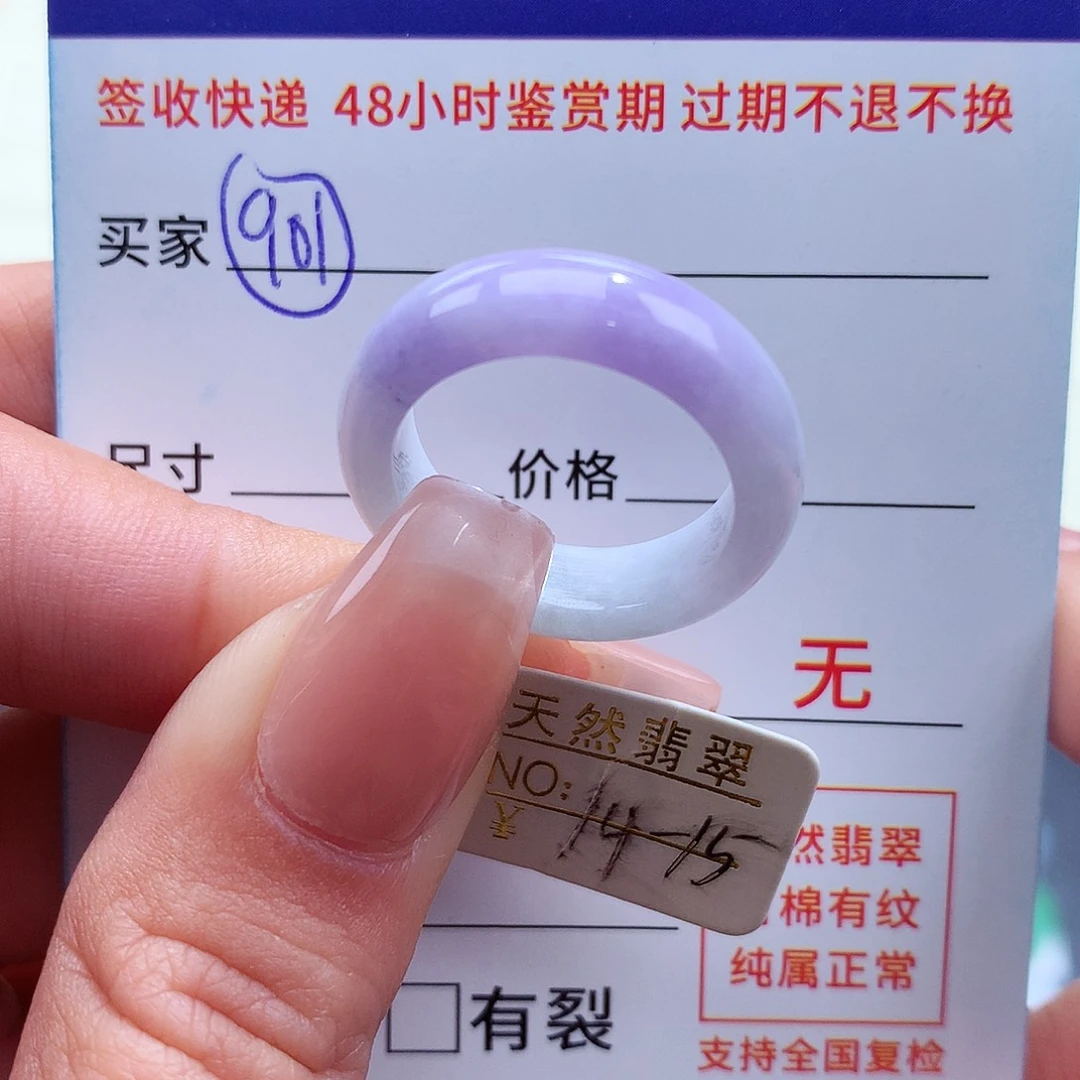 签收快递 48小时鉴赏期 过期不退不换
买家 901
尺寸 价格
无
天然翡翠
NO: 14-15
然翡翠
棉有纹
纯属正常
有裂
支持全国复检